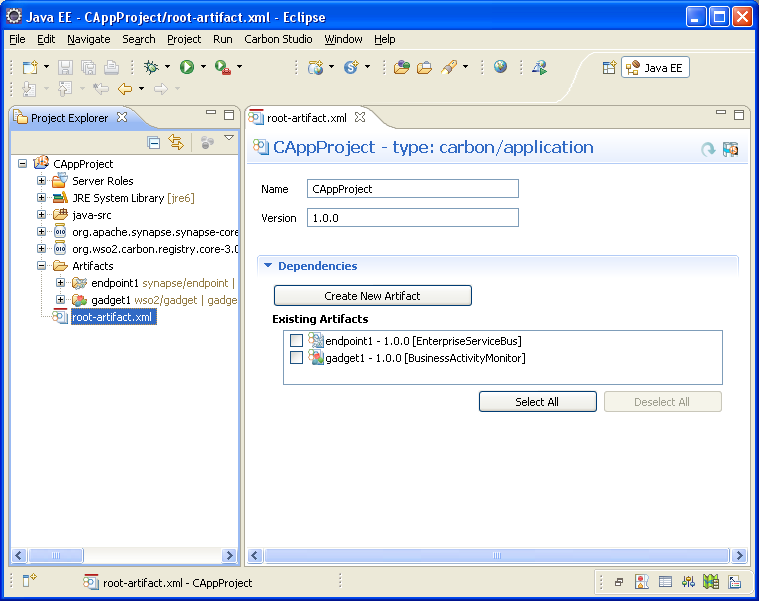 Java EE - CAppProject/root-artifact.xml - Eclipse
File Edit Navigate Search Project Run Carbon Studio Window Help
Java EE
Project Explorer
root-artifact.xml
CAppProject
Server Roles
JRE System Library [jre6]
java-src
org.apache.synapse.synapse-core
org.wso2.carbon.registry.core-3.0
Artifacts
endpoint1 synapse/endpoint |
gadget1 wso2/gadget | gadge
root-artifact.xml
CAppProject - type: carbon/application
Name CAppProject
Version 1.0.0
Dependencies
Create New Artifact
Existing Artifacts
endpoint1 - 1.0.0 [EnterpriseServiceBus]
gadget1 - 1.0.0 [BusinessActivityMonitor]
Select All Deselect All
root-artifact.xml - CAppProject